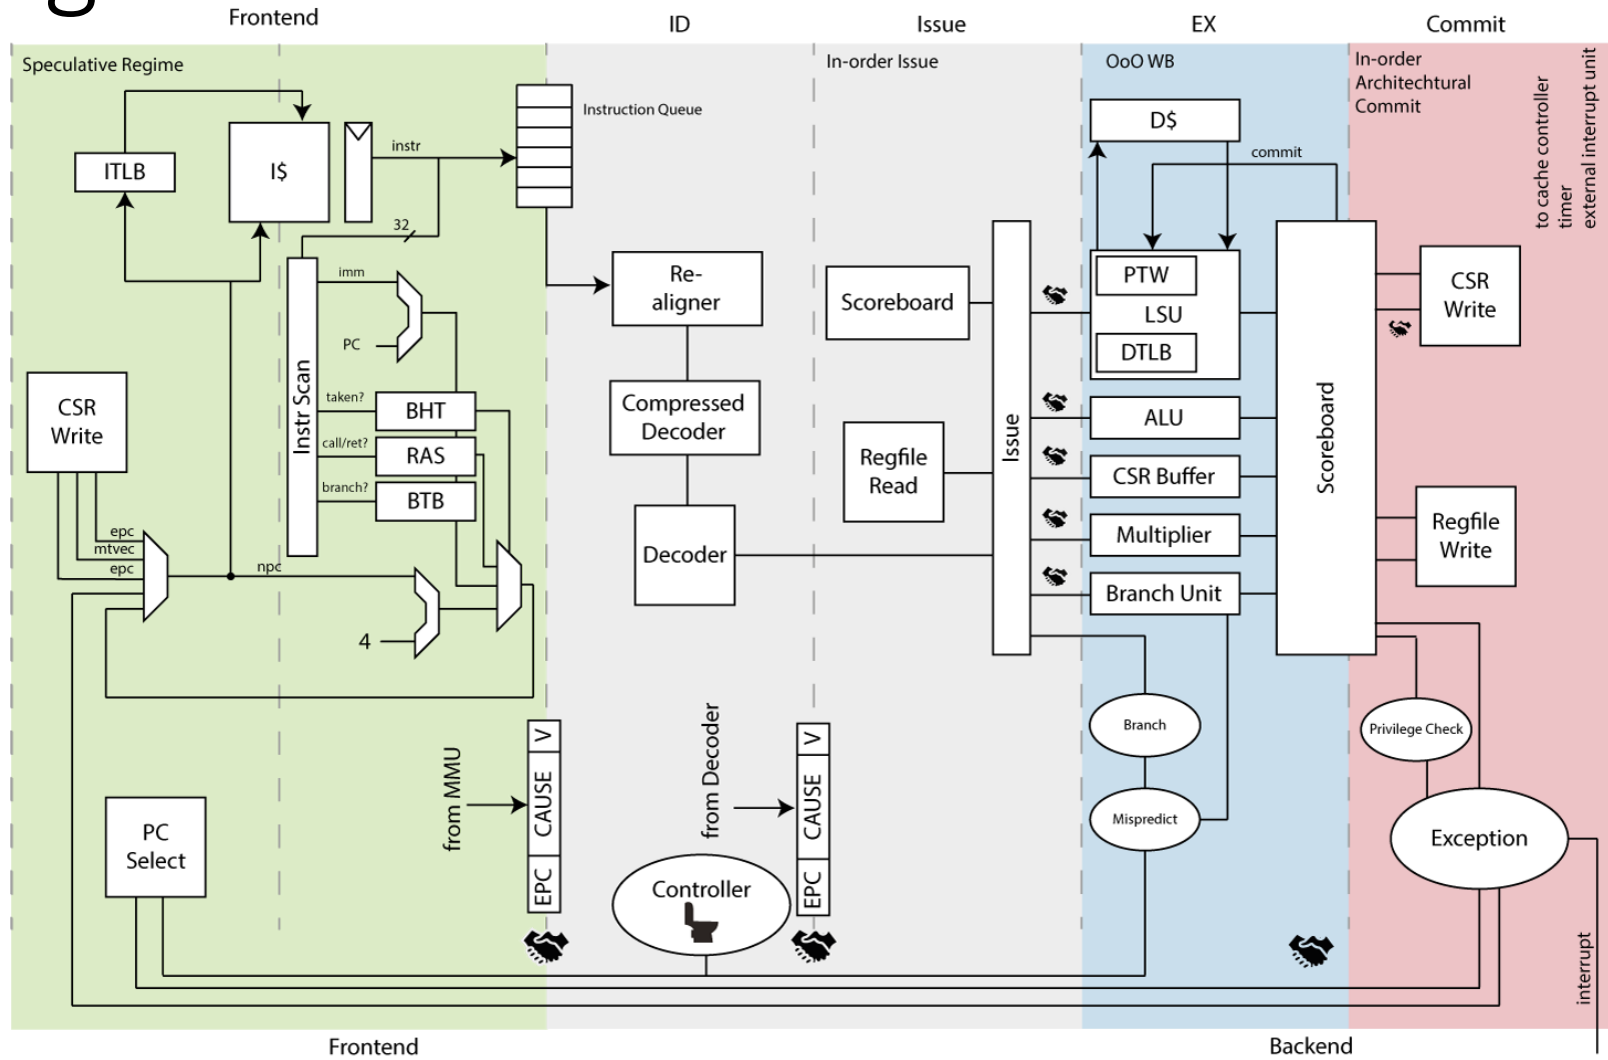 g
Frontend
ID
Issue
EX
Commit
Speculative Regime
In-order Issue
OoO WB
In-order
Architechtural
Commit
to cache controller
timer
external interrupt unit
ITLB
I$
instr
Instruction Queue
32
D$
commit
Re-
aligner
Scoreboard
PTW
LSU
DTLB
CSR
Write
imm
PC
Instr Scan
CSR
Write
taken?
BHT
call/ret?
RAS
branch?
BTB
Compressed
Decoder
Regfile
Read
Issue
ALU
CSR Buffer
Multiplier
Branch Unit
Scoreboard
Regfile
Write
Decoder
epc
mtvec
epc
npc
4
from MMU
V
CAUSE
EPC
from Decoder
V
CAUSE
EPC
Branch
Mispredict
Privilege Check
Exception
PC
Select
Controller
interrupt
Frontend
Backend